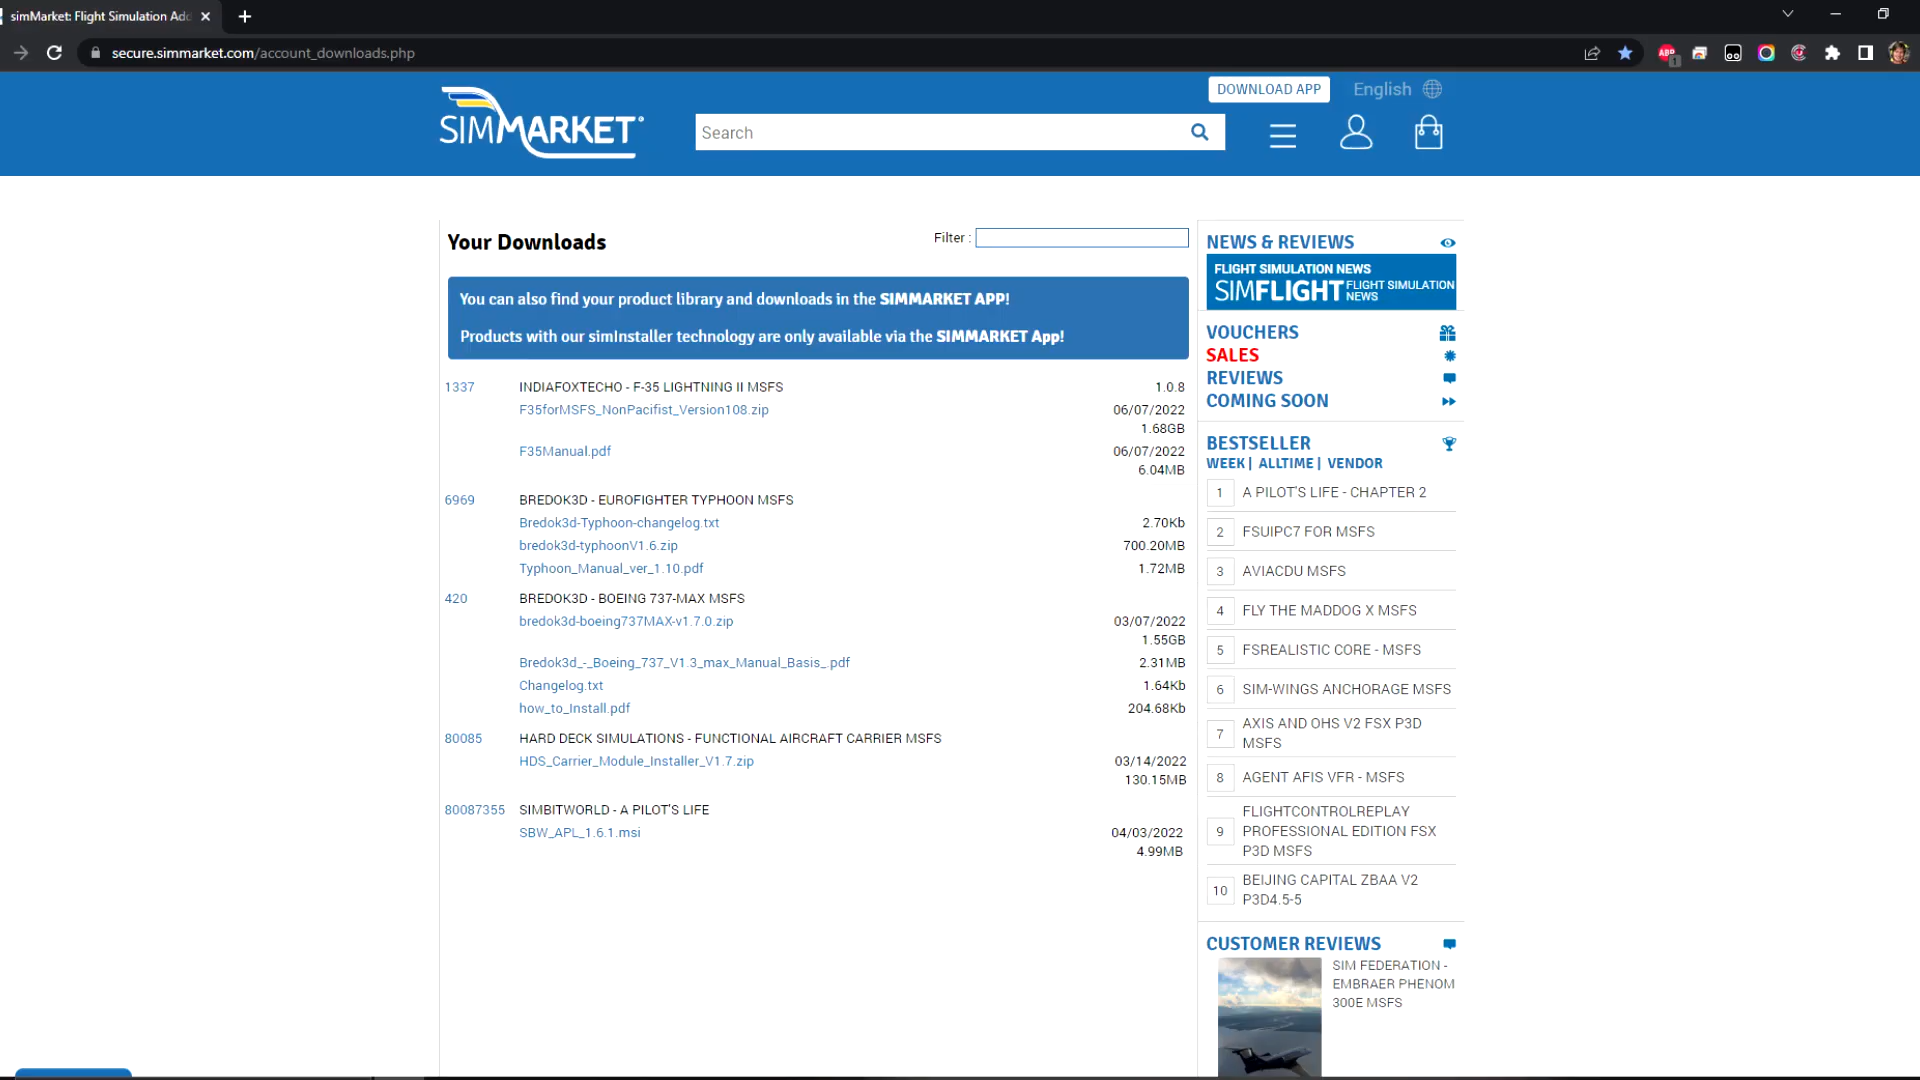 simMarket: Flight Simulation Add
secure.simmarket.com/account_downloads.php
ABP
1
DOWNLOAD APP
English
SIMMARKET
Search
Your Downloads
Filter :
You can also find your product library and downloads in the SIMMARKET APP!
Products with our simInstaller technology are only available via the SIMMARKET App!
1337 INDIAFOXTECHO - F-35 LIGHTNING II MSFS 1.0.8
F35forMSFS_NonPacifist_Version108.zip 06/07/2022
1.68GB
F35Manual.pdf 06/07/2022
6.04MB
6969 BREDOK3D - EUROFIGHTER TYPHOON MSFS
Bredok3d-Typhoon-changelog.txt 2.70Kb
bredok3d-typhoonV1.6.zip 700.20MB
Typhoon_Manual_ver_1.10.pdf 1.72MB
420 BREDOK3D - BOEING 737-MAX MSFS
bredok3d-boeing737MAX-v1.7.0.zip 03/07/2022
1.55GB
Bredok3d_-_Boeing_737_V1.3_max_Manual_Basis_.pdf 2.31MB
Changelog.txt 1.64Kb
how_to_Install.pdf 204.68Kb
80085 HARD DECK SIMULATIONS - FUNCTIONAL AIRCRAFT CARRIER MSFS
HDS_Carrier_Module_Installer_V1.7.zip 03/14/2022
130.15MB
80087355 SIMBITWORLD - A PILOT'S LIFE
SBW_APL_1.6.1.msi 04/03/2022
4.99MB
NEWS & REVIEWS
FLIGHT SIMULATION NEWS
SIMFLIGHT FLIGHT SIMULATION
NEWS
VOUCHERS
SALES
REVIEWS
COMING SOON
BESTSELLER
WEEK | ALLTIME | VENDOR
1 A PILOT'S LIFE - CHAPTER 2
2 FSUIPC7 FOR MSFS
3 AVIACDU MSFS
4 FLY THE MADDOG X MSFS
5 FSREALISTIC CORE - MSFS
6 SIM-WINGS ANCHORAGE MSFS
7 AXIS AND OHS V2 FSX P3D
MSFS
8 AGENT AFIS VFR - MSFS
9 FLIGHTCONTROLREPLAY
PROFESSIONAL EDITION FSX
P3D MSFS
10 BEIJING CAPITAL ZBAA V2
P3D4.5-5
CUSTOMER REVIEWS
SIM FEDERATION -
EMBRAER PHENOM
300E MSFS